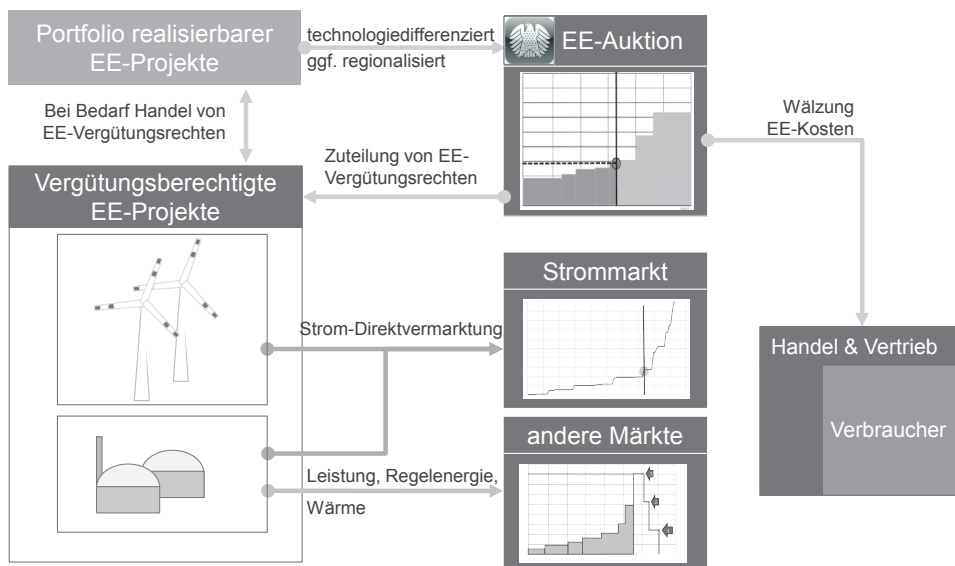 Portfolio realisierbarer
EE-Projekte
technologiedifferenziert
ggf. regionalisiert
EE-Auktion
Bei Bedarf Handel von
EE-Vergütungsrechten
Wälzung
EE-Kosten
Zuteilung von EE-
Vergütungsrechten
Vergütungsberechtigte
EE-Projekte
Strommarkt
Strom-Direktvermarktung
Handel & Vertrieb
Verbraucher
andere Märkte
Leistung, Regelenergie,
Wärme